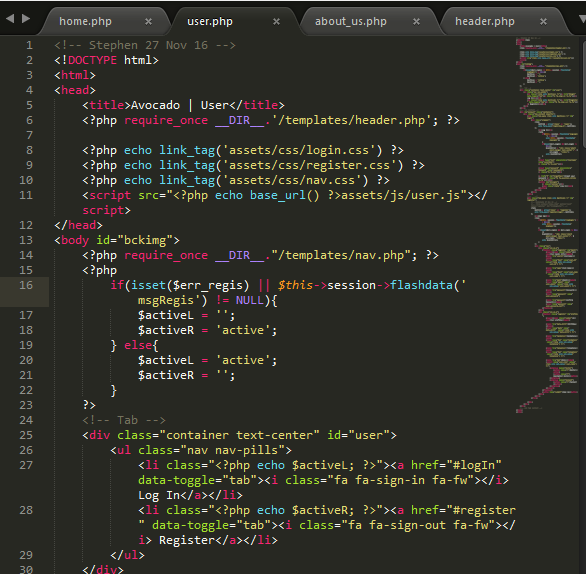 home.php × user.php × about_us.php × header.php ×
1 <!-- Stephen 27 Nov 16 -->
2 <!DOCTYPE html>
3 <html>
4 <head>
5 <title>Avocado | User</title>
6 <?php require_once __DIR__.'/templates/header.php'; ?>
7
8 <?php echo link_tag('assets/css/login.css') ?>
9 <?php echo link_tag('assets/css/register.css') ?>
10 <?php echo link_tag('assets/css/nav.css') ?>
11 <script src="<?php echo base_url() ?>assets/js/user.js"></
script>
12 </head>
13 <body id="bckimg">
14 <?php require_once __DIR__."/templates/nav.php"; ?>
15 <?php
16 if(isset($err_regis) || $this->session->flashdata('
msgRegis') != NULL){
17 $activeL = '';
18 $activeR = 'active';
19 } else{
20 $activeL = 'active';
21 $activeR = '';
22 }
23 ?>
24 <!-- Tab -->
25 <div class="container text-center" id="user">
26 <ul class="nav nav-pills">
27 <li class="<?php echo $activeL; ?>"><a href="#logIn"
data-toggle="tab"><i class="fa fa-sign-in fa-fw"></i>
Log In</a></li>
28 <li class="<?php echo $activeR; ?>"><a href="#register
" data-toggle="tab"><i class="fa fa-sign-out fa-fw"></
i> Register</a></li>
29 </ul>
30 </div>